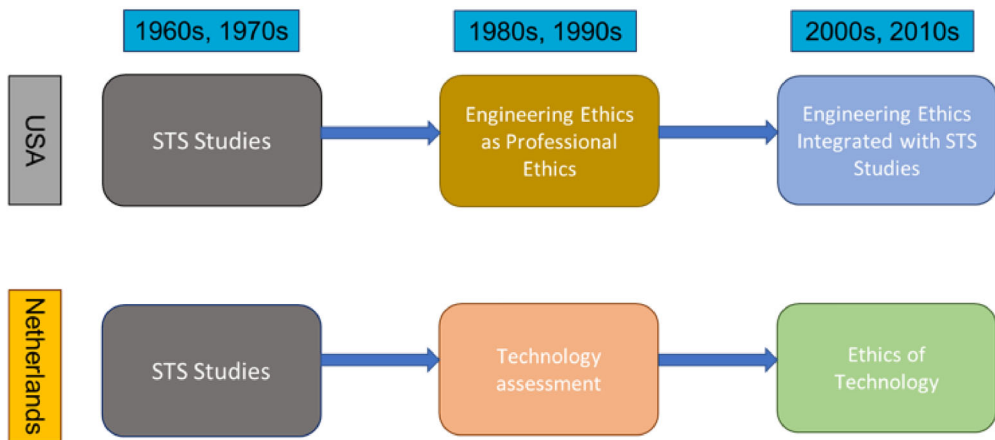 1960s, 1970s
1980s, 1990s
2000s, 2010s
USA
STS Studies
Engineering Ethics
as Professional
Ethics
Engineering Ethics
Integrated with STS
Studies
Netherlands
STS Studies
Technology
assessment
Ethics of
Technology